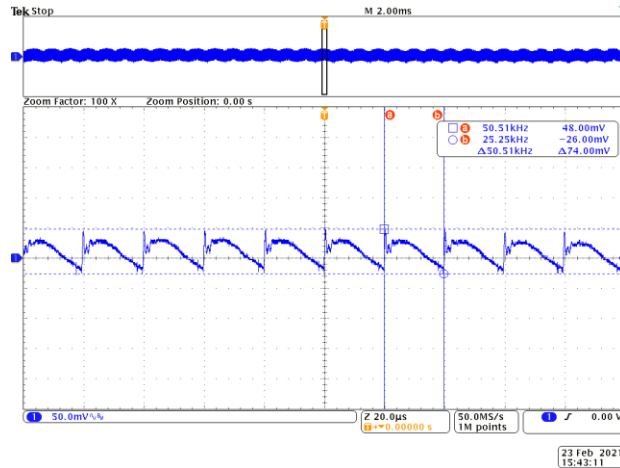 Tek Stop M 2.00ms
T
1
Zoom Factor: 100 X Zoom Position: 0.00 s
T a b
a 50.51kHz 48.00mV
b 25.25kHz −26.00mV
Δ50.51kHz Δ74.00mV
1
1 50.0mV∿ Z 20.0µs 50.0MS/s 1 ʃ 0.00 V
T→▾0.00000 s 1M points
23 Feb 2021
15:43:11